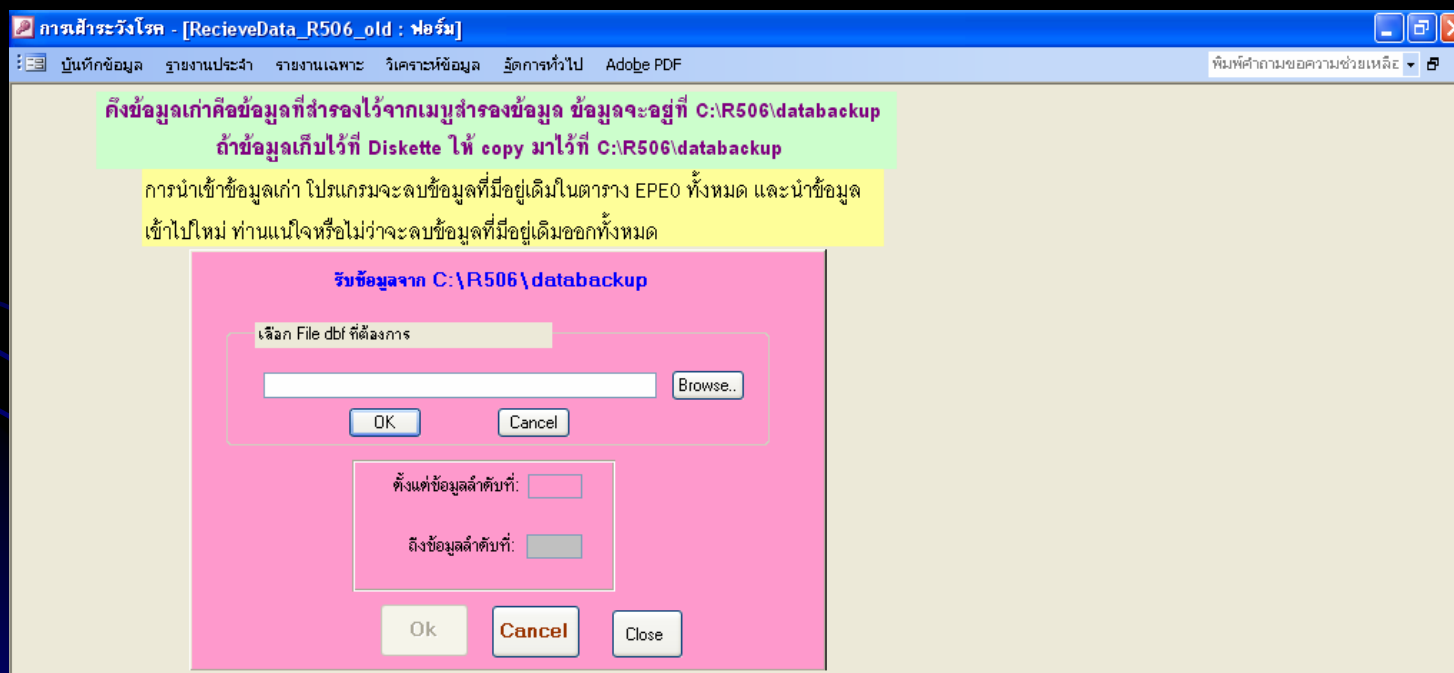 การเฝ้าระวังโรค - [RecieveData_R506_old : ฟอร์ม]
บันทึกข้อมูล รายงานประจำ รายงานเฉพาะ วิเคราะห์ข้อมูล จัดการทั่วไป Adobe PDF พิมพ์คำถามขอความช่วยเหลือ
ดึงข้อมูลเก่าคือข้อมูลที่สำรองไว้จากเมนูสำรองข้อมูล ข้อมูลจะอยู่ที่ C:\R506\databackup
ถ้าข้อมูลเก็บไว้ที่ Diskette ให้ copy มาไว้ที่ C:\R506\databackup
การนำเข้าข้อมูลเก่า โปรแกรมจะลบข้อมูลที่มีอยู่เดิมในตาราง EPE0 ทั้งหมด และนำข้อมูล
เข้าไปใหม่ ท่านแน่ใจหรือไม่ว่าจะลบข้อมูลที่มีอยู่เดิมออกทั้งหมด
รับข้อมูลจาก C:\R506\databackup
เลือก File dbf ที่ต้องการ
Browse..
OK Cancel
ตั้งแต่ข้อมูลลำดับที่:
ถึงข้อมูลลำดับที่:
Ok Cancel Close